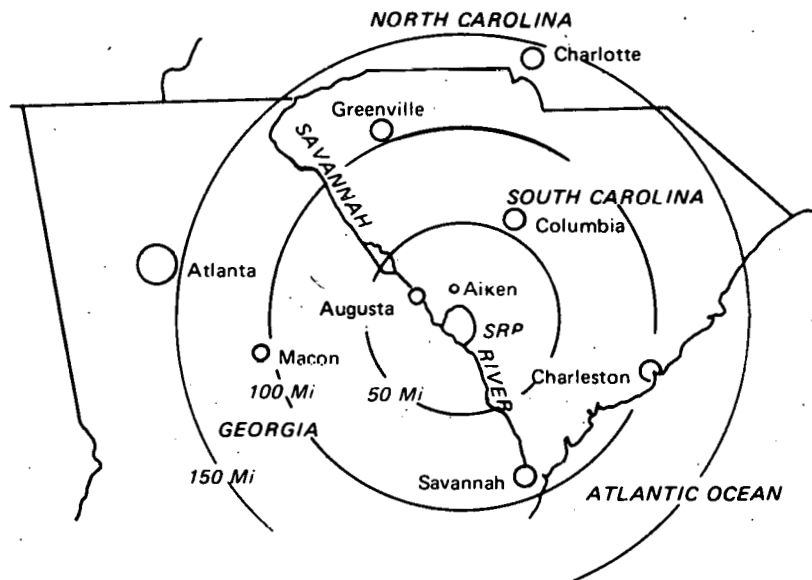 NORTH CAROLINA
Charlotte
Greenville
SAVANNAH
SOUTH CAROLINA
Columbia
Atlanta
Aiken
Augusta
SRP
Macon
RIVER
Charleston
100 Mi
50 Mi
GEORGIA
150 Mi
Savannah
ATLANTIC OCEAN